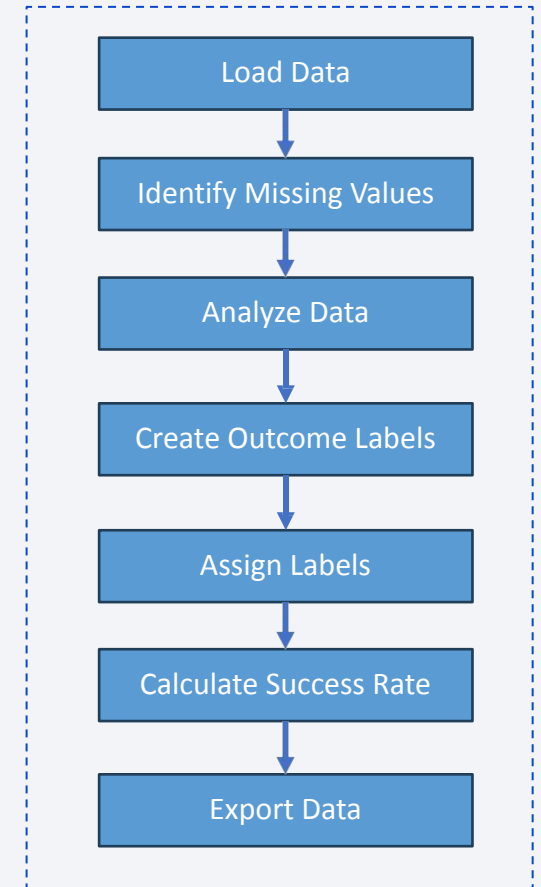 Load Data
Identify Missing Values
Analyze Data
Create Outcome Labels
Assign Labels
Calculate Success Rate
Export Data